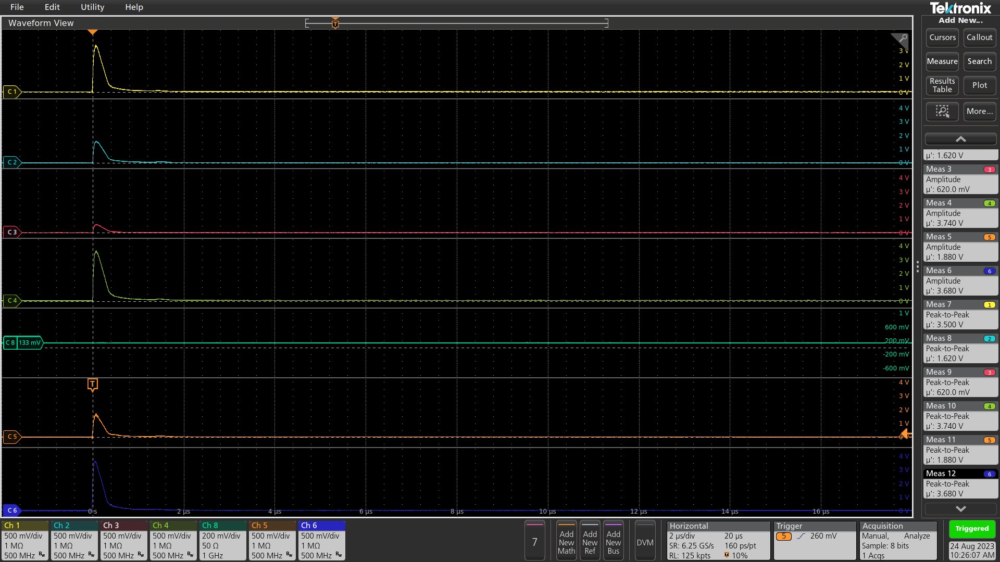 File Edit Utility Help
Tektronix
Waveform View
T
Add New...
Cursors Callout
Measure Search
Results Table Plot
More...
C 1
3 V
2 V
1 V
0 V
C 2
4 V
3 V
2 V
1 V
0 V
C 3
4 V
3 V
2 V
1 V
0 V
C 4
4 V
3 V
2 V
1 V
0 V
C 8 133 mV
1 V
600 mV
200 mV
-200 mV
-600 mV
T
C 5
4 V
3 V
2 V
1 V
0 V
C 6
4 V
3 V
2 V
1 V
0 V
0 s 2 µs 4 µs 6 µs 8 µs 10 µs 12 µs 14 µs 16 µs
µ': 1.620 V
Meas 3 3
Amplitude
µ': 620.0 mV
Meas 4 4
Amplitude
µ': 3.740 V
Meas 5 5
Amplitude
µ': 1.880 V
Meas 6 6
Amplitude
µ': 3.680 V
Meas 7 1
Peak-to-Peak
µ': 3.500 V
Meas 8 2
Peak-to-Peak
µ': 1.620 V
Meas 9 3
Peak-to-Peak
µ': 620.0 mV
Meas 10 4
Peak-to-Peak
µ': 3.740 V
Meas 11 5
Peak-to-Peak
µ': 1.880 V
Meas 12 6
Peak-to-Peak
µ': 3.680 V
Ch 1
500 mV/div
1 MΩ
500 MHz Bw
Ch 2
500 mV/div
1 MΩ
500 MHz Bw
Ch 3
500 mV/div
1 MΩ
500 MHz Bw
Ch 4
500 mV/div
1 MΩ
500 MHz Bw
Ch 8
200 mV/div
50 Ω
1 GHz
Ch 5
500 mV/div
1 MΩ
500 MHz Bw
Ch 6
500 mV/div
1 MΩ
500 MHz Bw
7
Add New Math
Add New Ref
Add New Bus
DVM
Horizontal
2 µs/div 20 µs
SR: 6.25 GS/s 160 ps/pt
RL: 125 kpts T 10%
Trigger
5 260 mV
Acquisition
Manual, Analyze
Sample: 8 bits
1 Acqs
Triggered
24 Aug 2023
10:26:07 AM